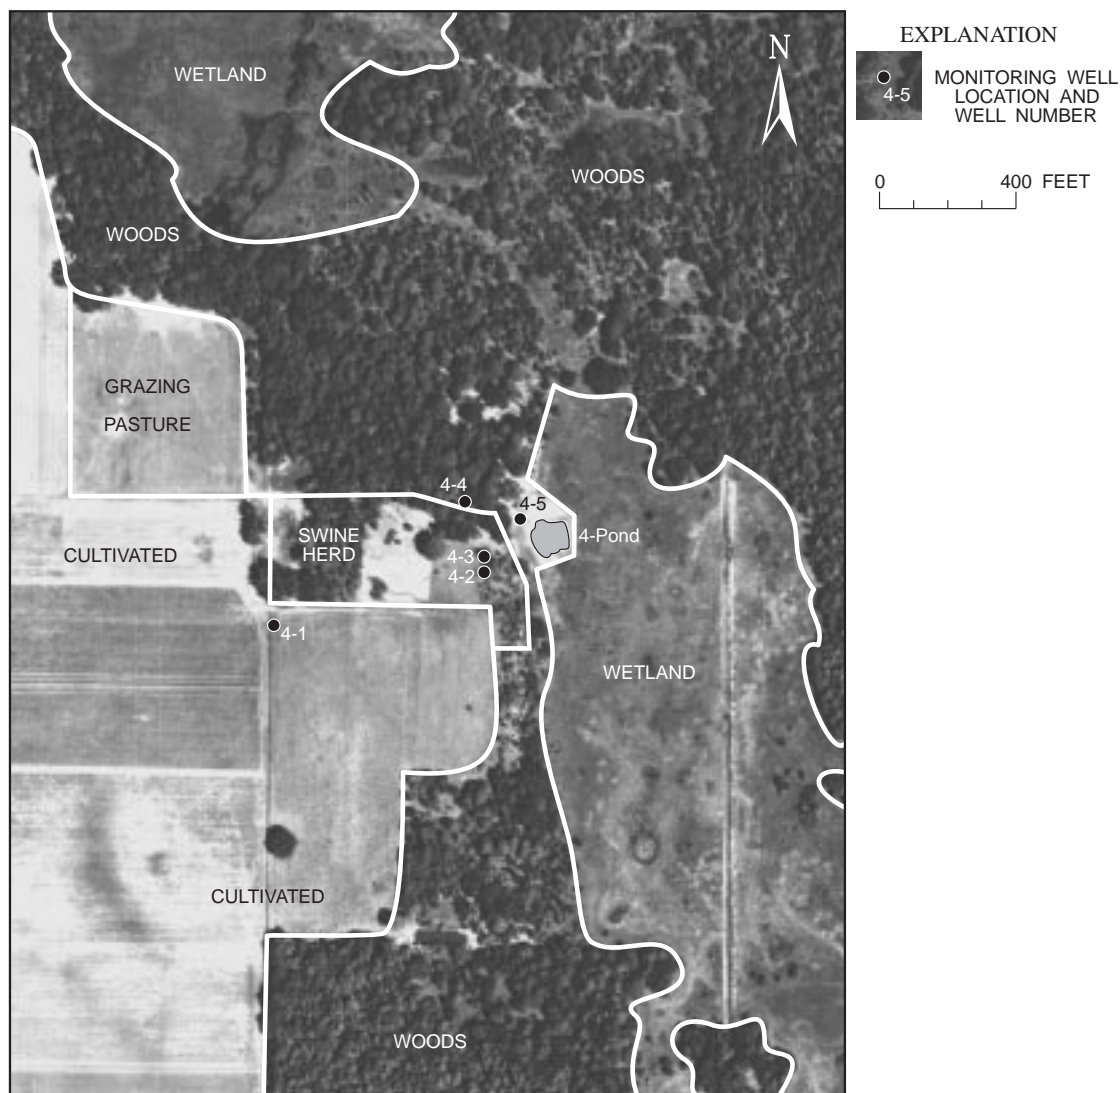 EXPLANATION
4-5
MONITORING WELL
LOCATION AND
WELL NUMBER
0 400 FEET
N
WETLAND
WOODS
WOODS
GRAZING
PASTURE
4-4
4-5
SWINE
HERD
4-Pond
CULTIVATED
4-3
4-2
4-1
WETLAND
CULTIVATED
WOODS